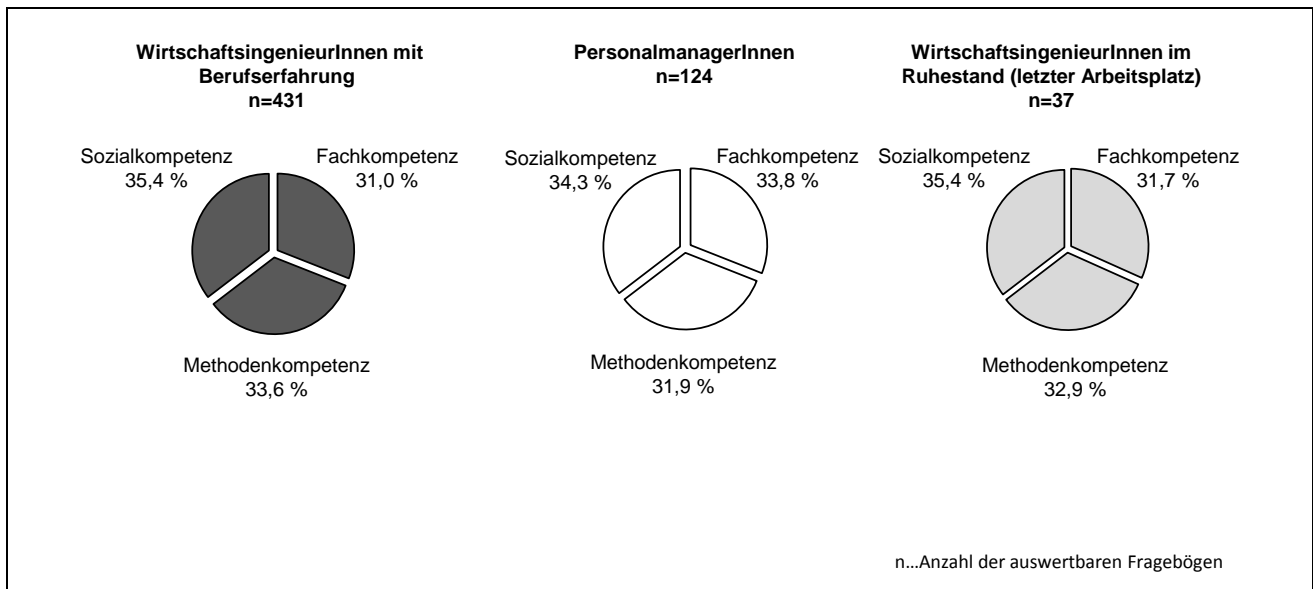 WirtschaftsingenieurInnen mit
Berufserfahrung
n=431
Sozialkompetenz
35,4 %
Fachkompetenz
31,0 %
Methodenkompetenz
33,6 %
PersonalmanagerInnen
n=124
Sozialkompetenz
34,3 %
Fachkompetenz
33,8 %
Methodenkompetenz
31,9 %
WirtschaftsingenieurInnen im
Ruhestand (letzter Arbeitsplatz)
n=37
Sozialkompetenz
35,4 %
Fachkompetenz
31,7 %
Methodenkompetenz
32,9 %
n...Anzahl der auswertbaren Fragebögen